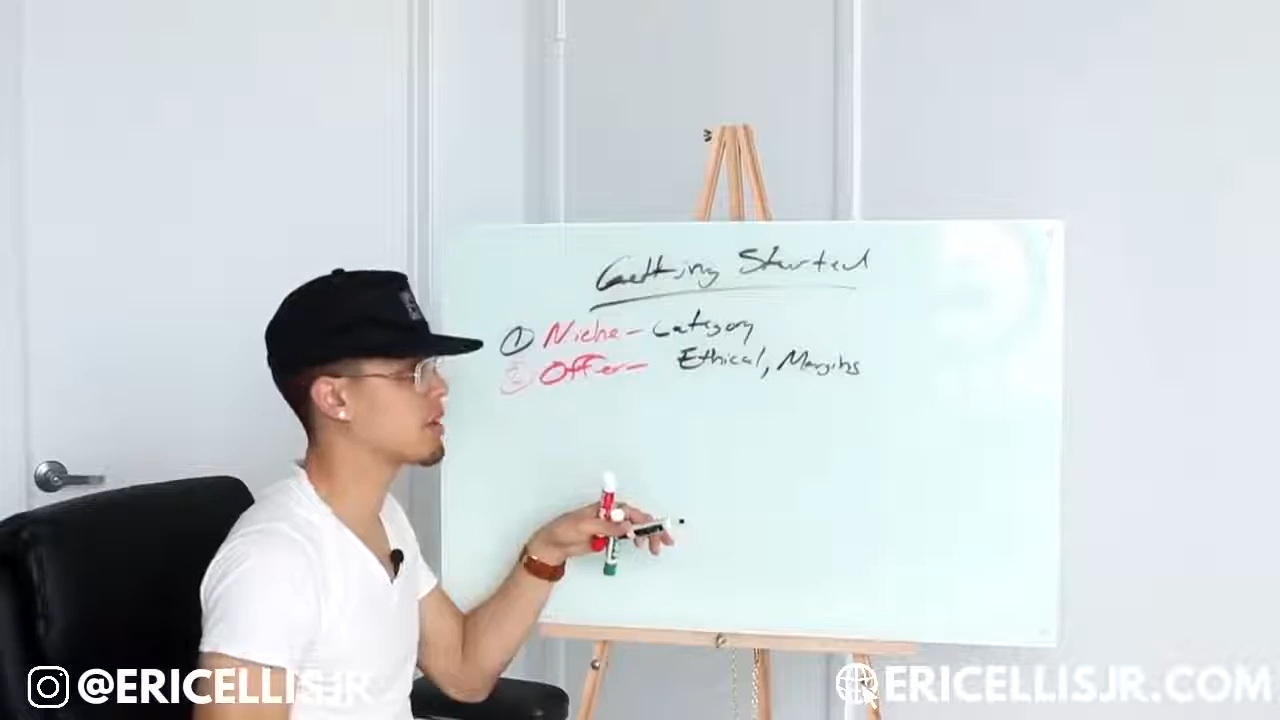 Getting Started
① Niche - Category
② Offer - Ethical, Margins
@ERICELLISJR
ERICELLISJR.COM